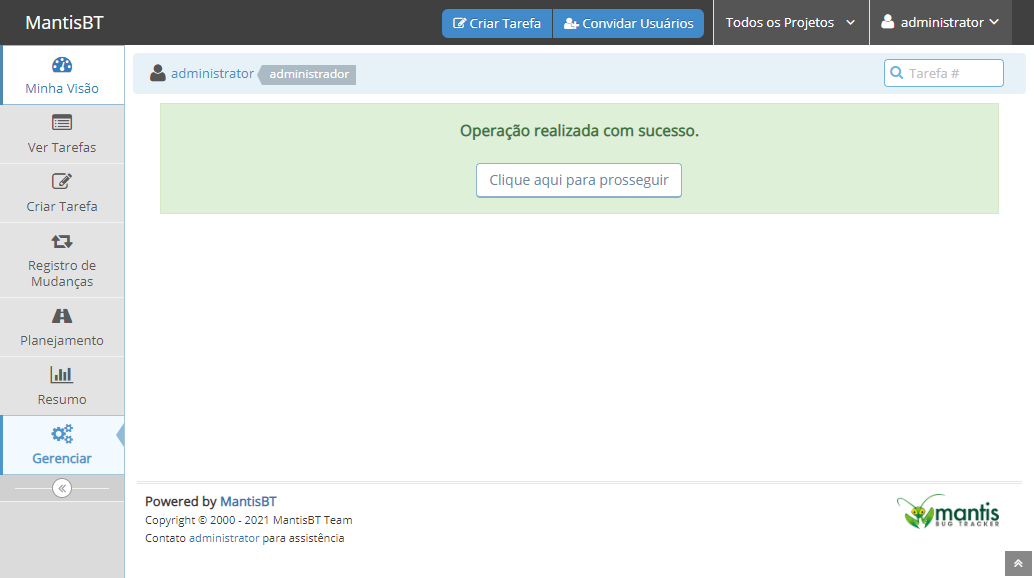 MantisBT
Criar Tarefa
Convidar Usuários
Todos os Projetos
administrator
Minha Visão
Ver Tarefas
Criar Tarefa
Registro de
Mudanças
Planejamento
Resumo
Gerenciar
administrator
administrador
Tarefa #
Operação realizada com sucesso.
Clique aqui para prosseguir
Powered by MantisBT
Copyright © 2000 - 2021 MantisBT Team
Contato administrator para assistência
mantis
BUG TRACKER